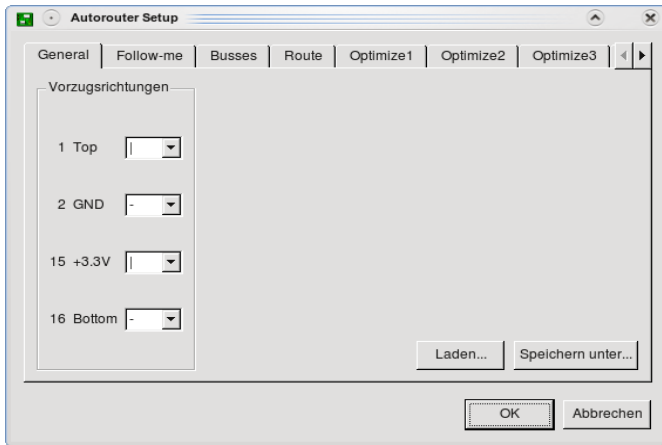 Autorouter Setup
General Follow-me Busses Route Optimize1 Optimize2 Optimize3
Vorzugsrichtungen
1 Top |
2 GND -
15 +3.3V |
16 Bottom -
Laden... Speichern unter...
OK Abbrechen